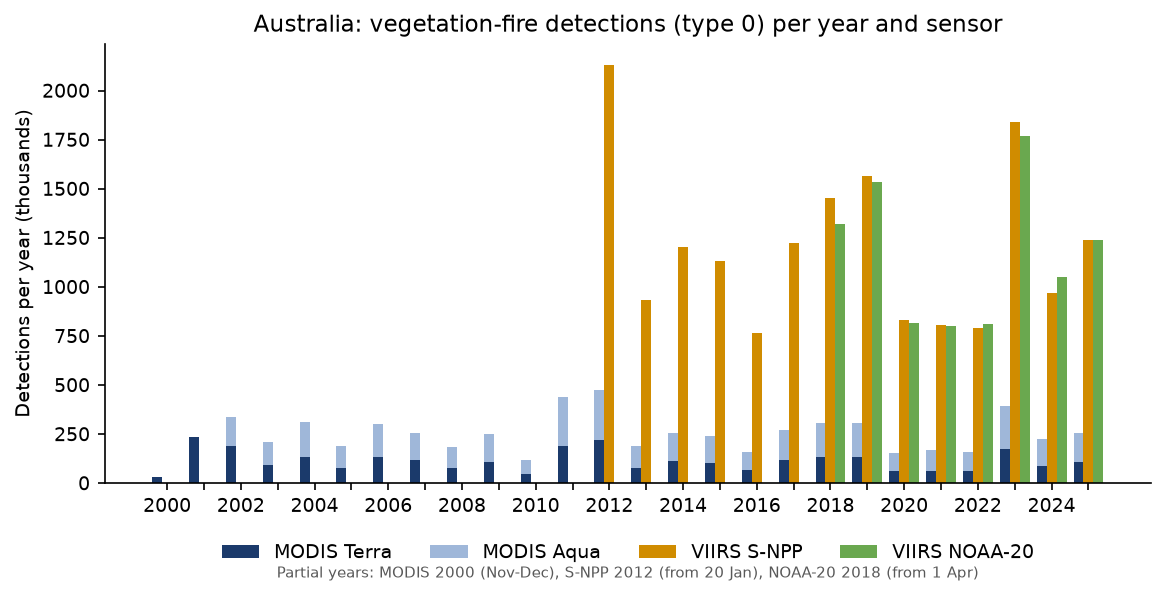 Australia: vegetation-fire detections (type 0) per year and sensor
Detections per year (thousands)
2000
1750
1500
1250
1000
750
500
250
0
2000 2002 2004 2006 2008 2010 2012 2014 2016 2018 2020 2022 2024
MODIS Terra MODIS Aqua VIIRS S-NPP VIIRS NOAA-20
Partial years: MODIS 2000 (Nov-Dec), S-NPP 2012 (from 20 Jan), NOAA-20 2018 (from 1 Apr)